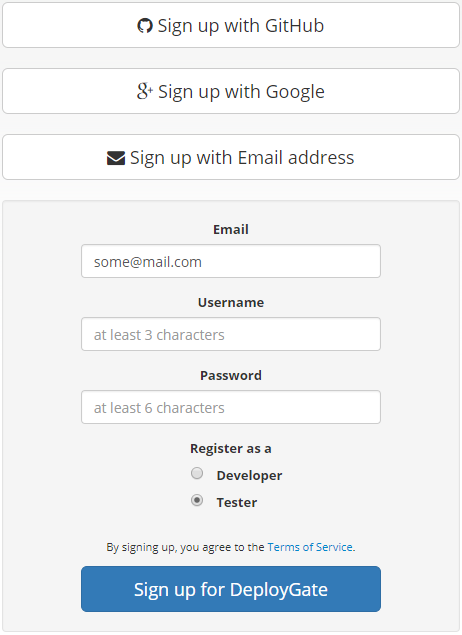 Sign up with GitHub
Sign up with Google
Sign up with Email address
Email
some@mail.com
Username
at least 3 characters
Password
at least 6 characters
Register as a
Developer
Tester
By signing up, you agree to the Terms of Service.
Sign up for DeployGate